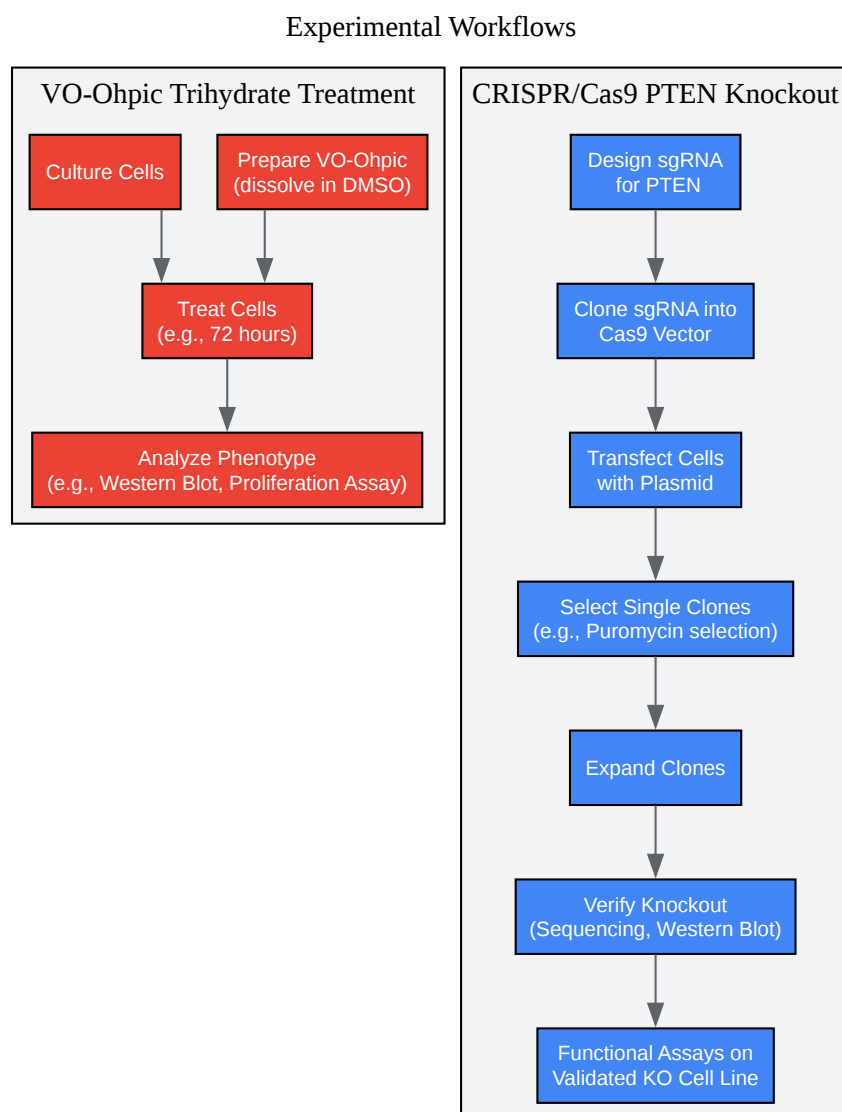 Experimental Workflows
VO-Ohpic Trihydrate Treatment
Culture Cells
Prepare VO-Ohpic
(dissolve in DMSO)
Treat Cells
(e.g., 72 hours)
Analyze Phenotype
(e.g., Western Blot, Proliferation Assay)
CRISPR/Cas9 PTEN Knockout
Design sgRNA
for PTEN
Clone sgRNA into
Cas9 Vector
Transfect Cells
with Plasmid
Select Single Clones
(e.g., Puromycin selection)
Expand Clones
Verify Knockout
(Sequencing, Western Blot)
Functional Assays on
Validated KO Cell Line